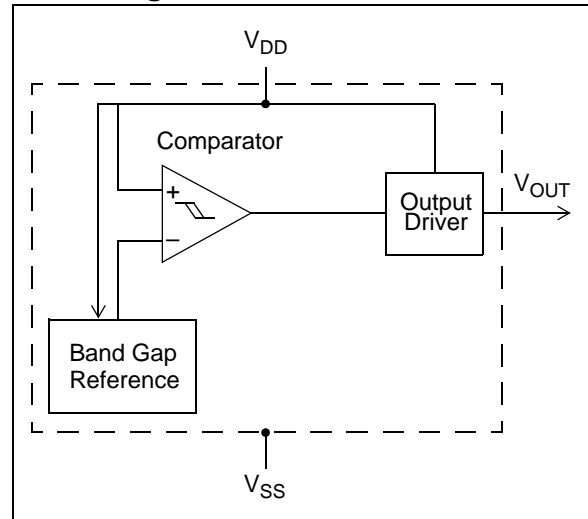 VDD
Comparator
+
−
Output
Driver
VOUT
Band Gap
Reference
VSS